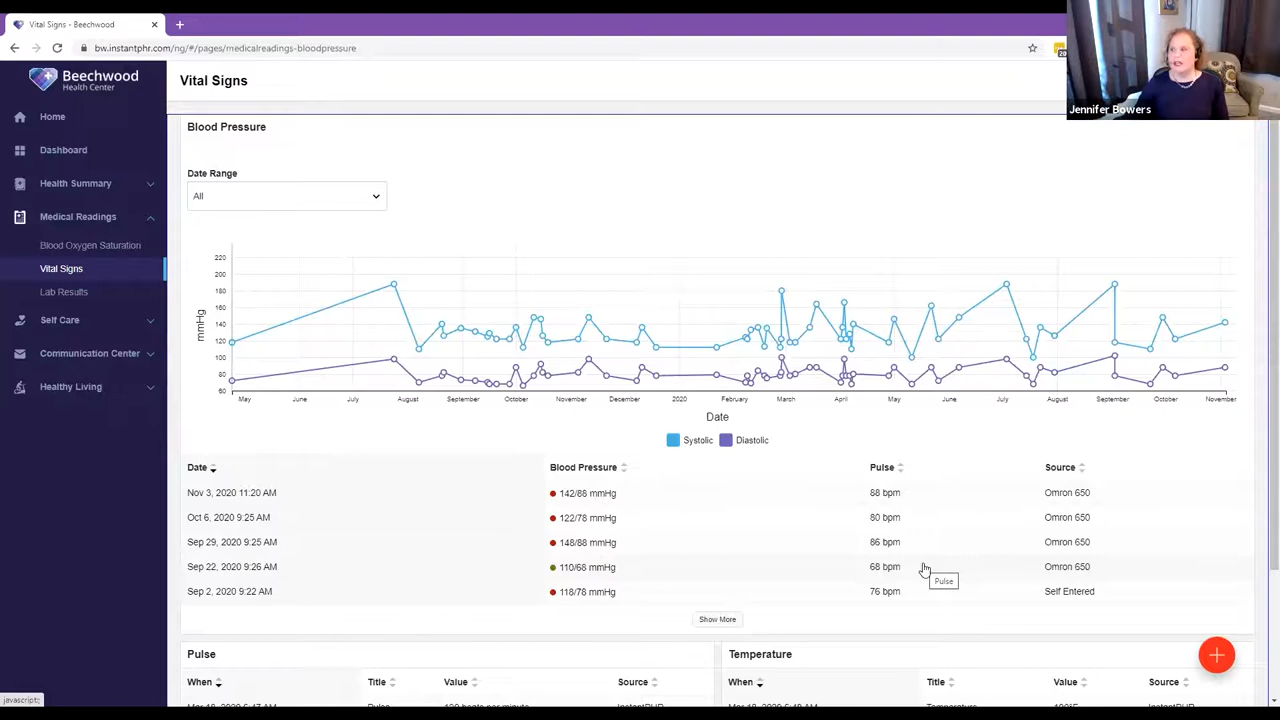 Vital Signs - Beechwood
bw.instantphr.com/ng/#/pages/medicalreadings-bloodpressure
20
Jennifer Bowers
Beechwood
Health Center
Home
Dashboard
Health Summary
Medical Readings
Blood Oxygen Saturation
Vital Signs
Lab Results
Self Care
Communication Center
Healthy Living
javascript:;
Vital Signs
Blood Pressure
Date Range
All
mmHg
220
200
180
160
140
120
100
80
60
May June July August September October November December 2020 February March April May June July August September October November
Date
Systolic Diastolic
Date Blood Pressure Pulse Source
Nov 3, 2020 11:20 AM 142/88 mmHg 88 bpm Omron 650
Oct 6, 2020 9:25 AM 122/78 mmHg 80 bpm Omron 650
Sep 29, 2020 9:25 AM 148/88 mmHg 86 bpm Omron 650
Sep 22, 2020 9:26 AM 110/68 mmHg 68 bpm Omron 650
Pulse
Sep 2, 2020 9:22 AM 118/78 mmHg 76 bpm Self Entered
Show More
Pulse
When Title Value Source
Temperature
When Title Value Source